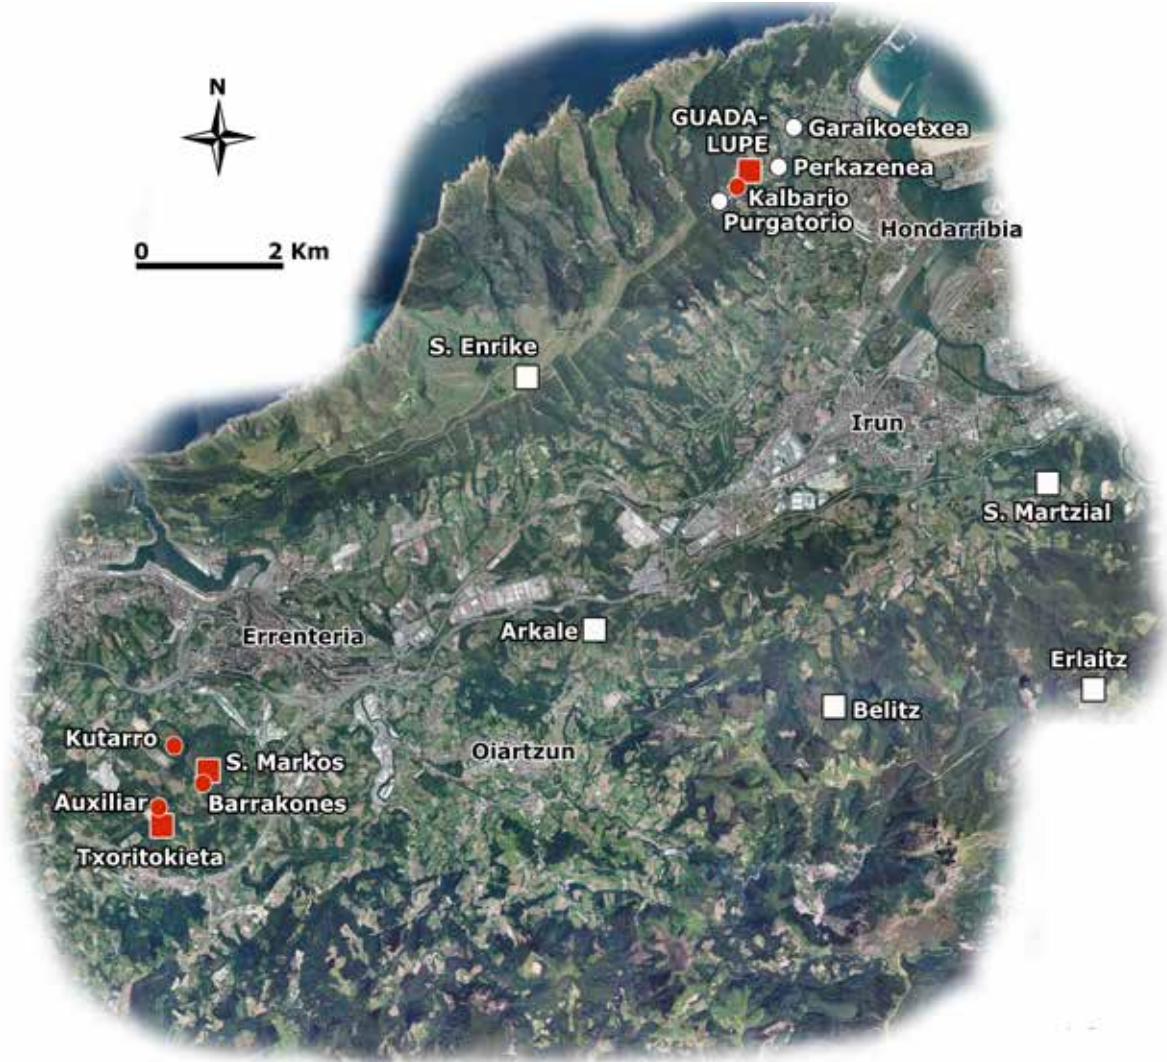 N
0 2 Km
GUADA-
LUPE
Garaikoetxea
Perkazenea
Kalbario
Purgatorio
Hondarribia
S. Enrike
Irun
S. Martzial
Errenteria
Arkale
Erlaitz
Belitz
Kutarro
S. Markos
Oiartzun
Auxiliar
Barrakones
Txoritokieta